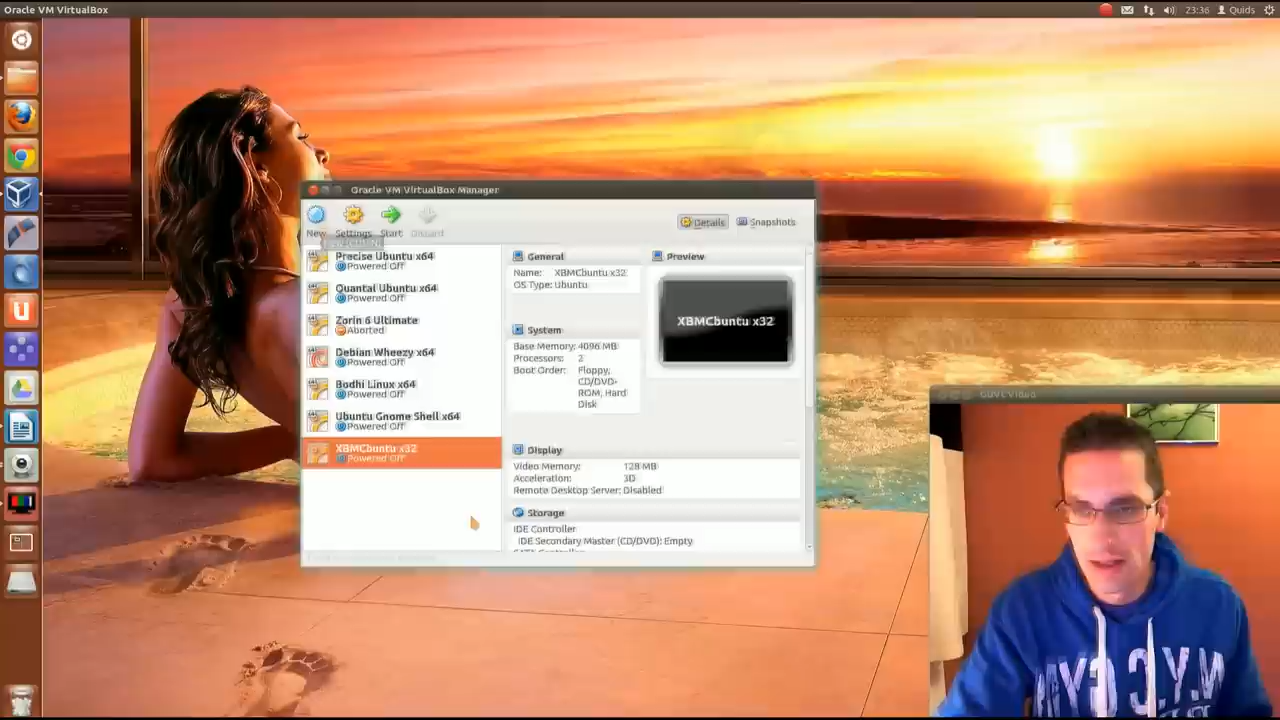 Oracle VM VirtualBox
23:36 Quids
Oracle VM VirtualBox Manager
New Settings Start Discard
Details Snapshots
Precise Ubuntu x64
Powered Off
Quantal Ubuntu x64
Powered Off
Zorin 6 Ultimate
Aborted
Debian Wheezy x64
Powered Off
Bodhi Linux x64
Powered Off
Ubuntu Gnome Shell x64
Powered Off
XBMCbuntu x32
Powered Off
General
Name: XBMCbuntu x32
OS Type: Ubuntu
System
Base Memory: 4096 MB
Processors: 2
Boot Order: Floppy,
CD/DVD-
ROM, Hard
Disk
Preview
XBMCbuntu x32
Display
Video Memory: 128 MB
Acceleration: 3D
Remote Desktop Server: Disabled
Storage
IDE Controller
IDE Secondary Master (CD/DVD): Empty
GUVCVideo
N.Y.C